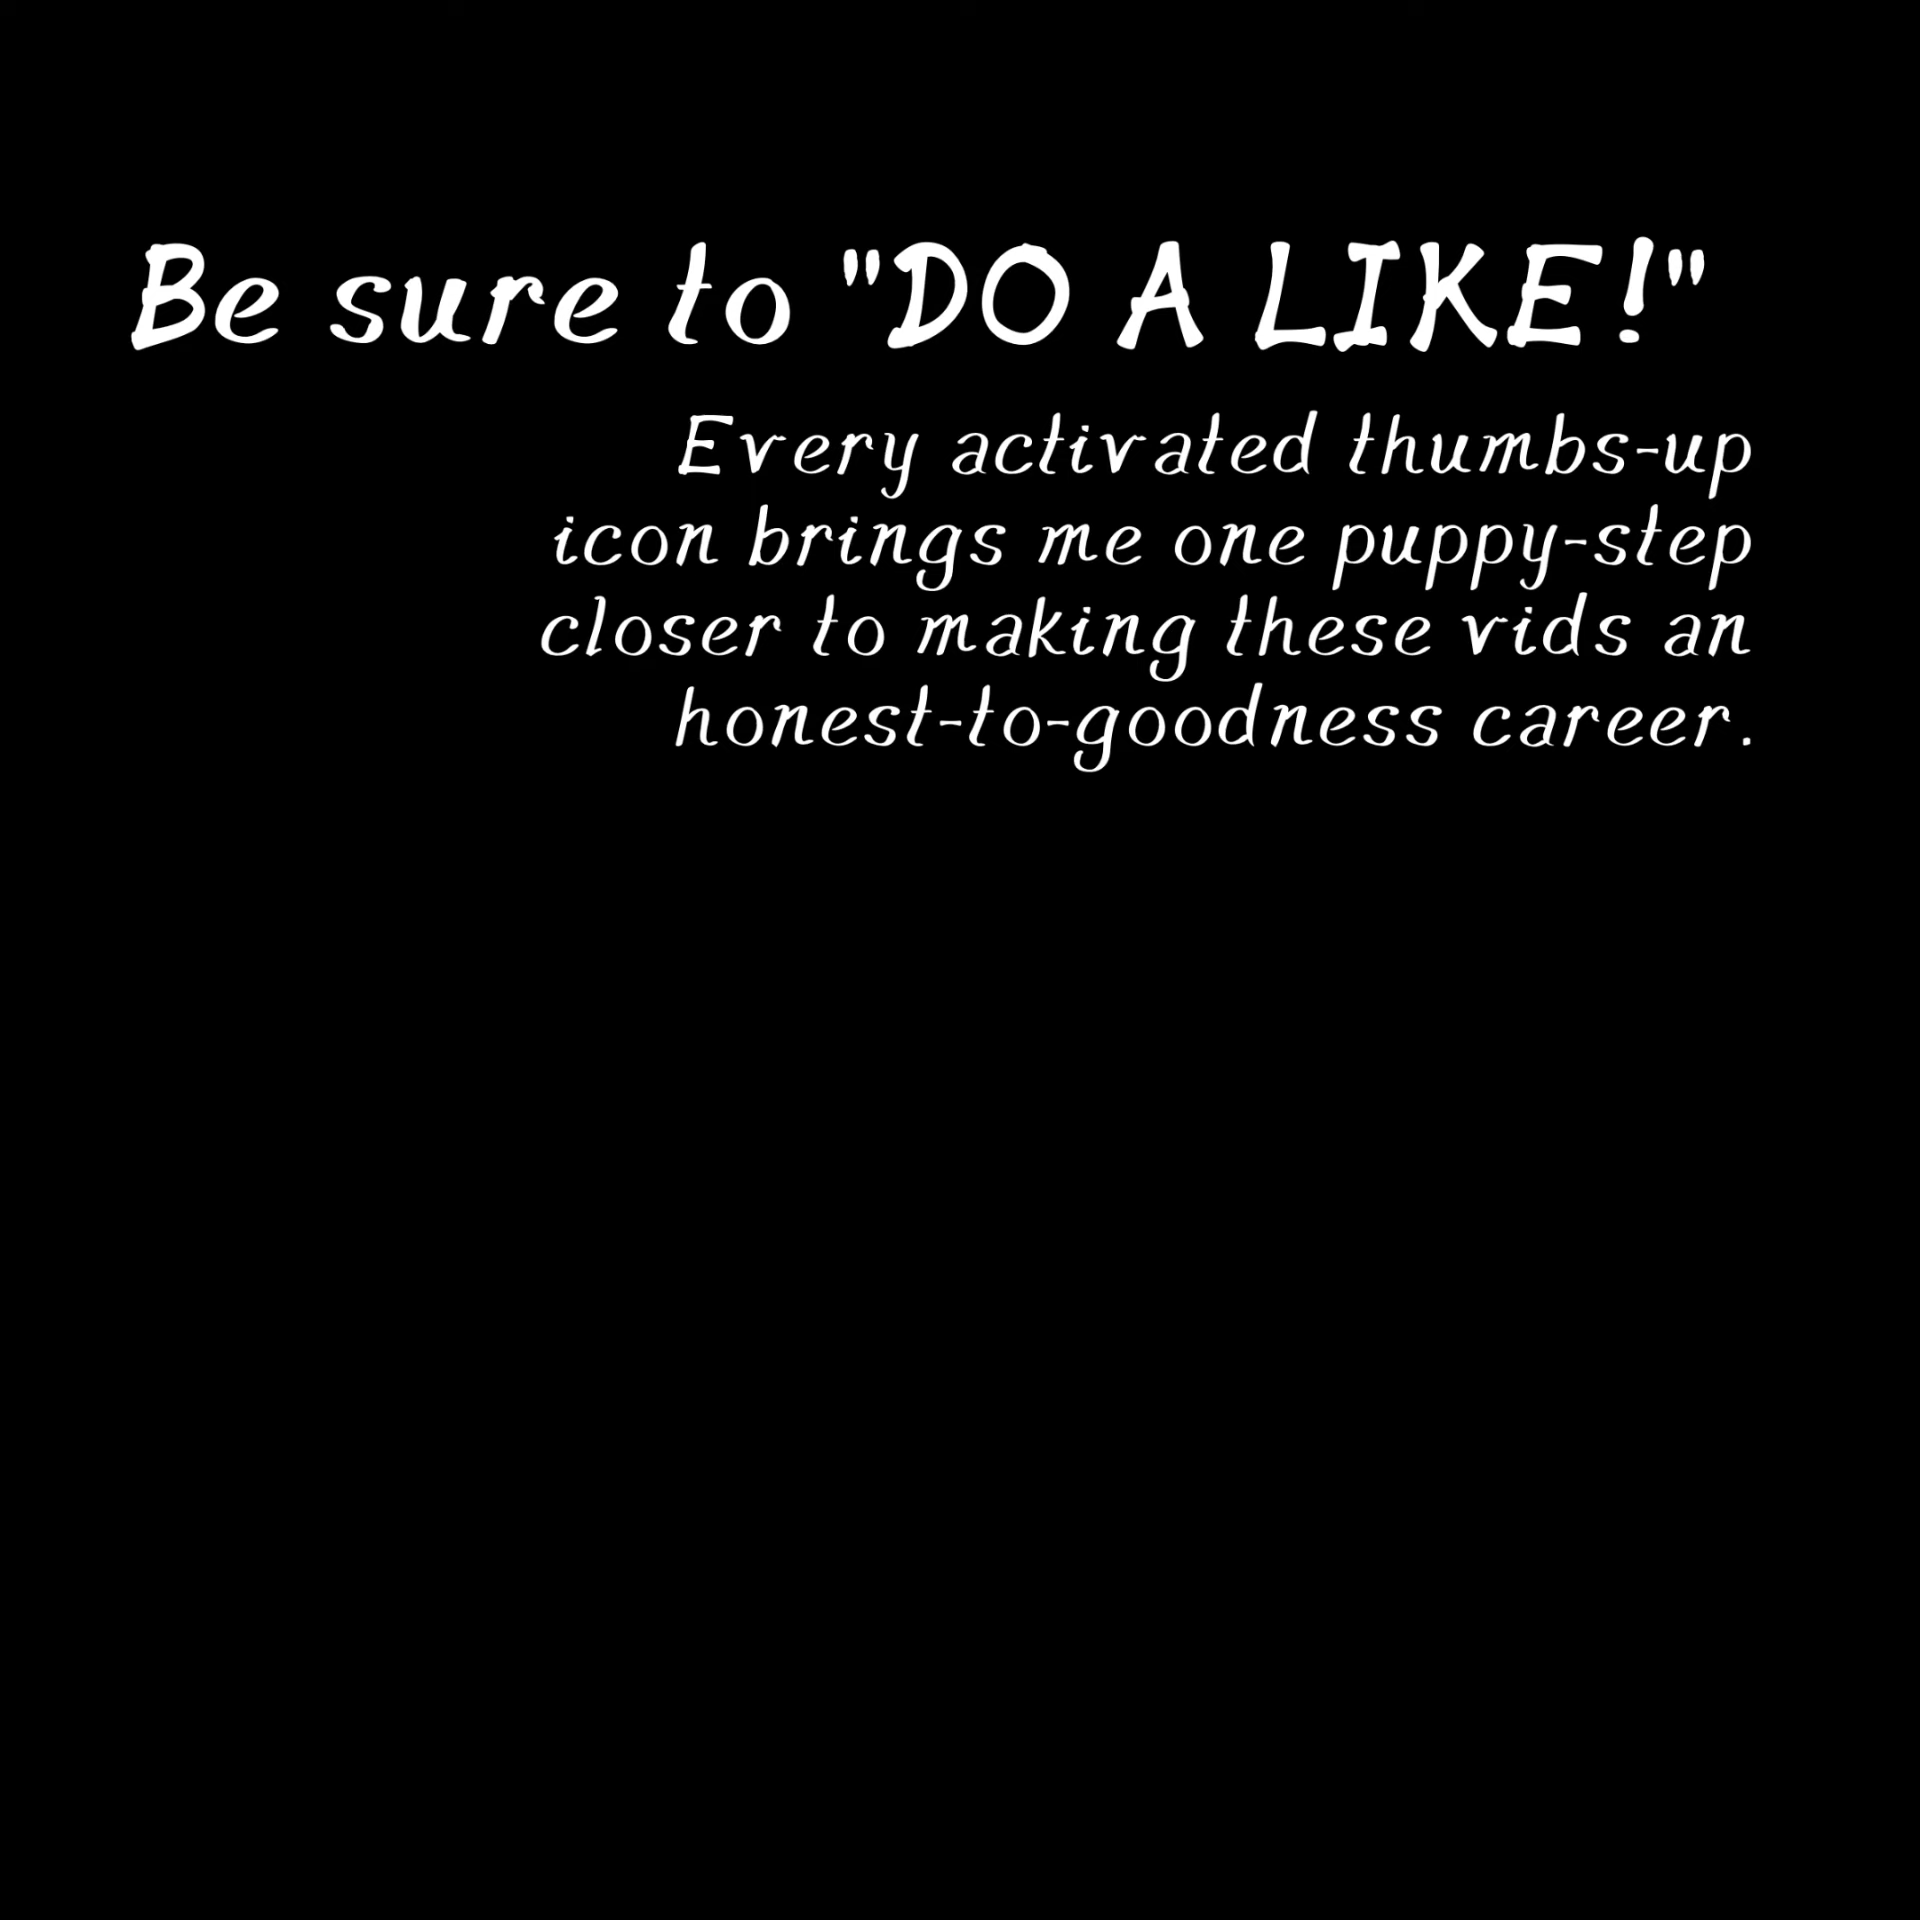 Be sure to "DO A LIKE!"
Every activated thumbs-up
icon brings me one puppy-step
closer to making these vids an
honest-to-goodness career.